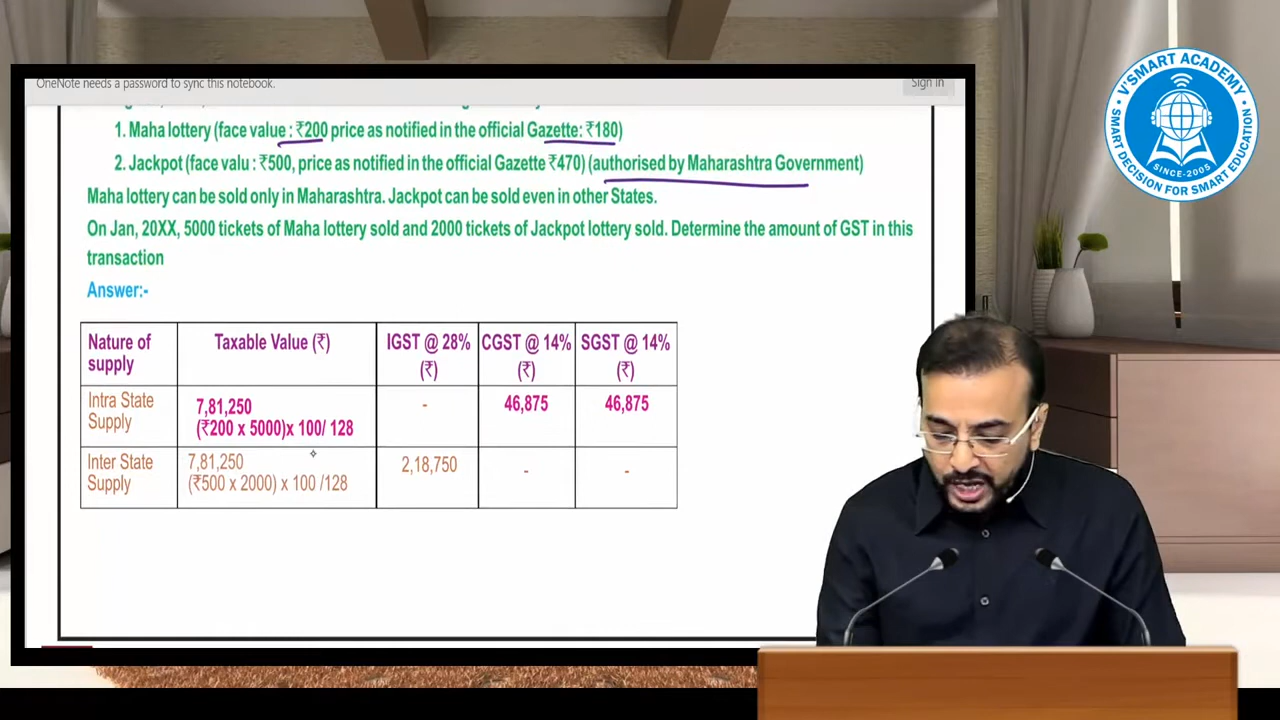 OneNote needs a password to sync this notebook.
Sign in
1. Maha lottery (face value : ₹200 price as notified in the official Gazette: ₹180)
2. Jackpot (face valu : ₹500, price as notified in the official Gazette ₹470) (authorised by Maharashtra Government)
Maha lottery can be sold only in Maharashtra. Jackpot can be sold even in other States.
On Jan, 20XX, 5000 tickets of Maha lottery sold and 2000 tickets of Jackpot lottery sold. Determine the amount of GST in this
transaction
Answer:-
Nature of supply Taxable Value (₹) IGST @ 28% (₹) CGST @ 14% (₹) SGST @ 14% (₹)
Intra State Supply 7,81,250 (₹200 x 5000)x 100/ 128 - 46,875 46,875
Inter State Supply 7,81,250 (₹500 x 2000) x 100 /128 2,18,750 - -
V'SMART ACADEMY
SINCE-2005
SMART DECISION FOR SMART EDUCATION